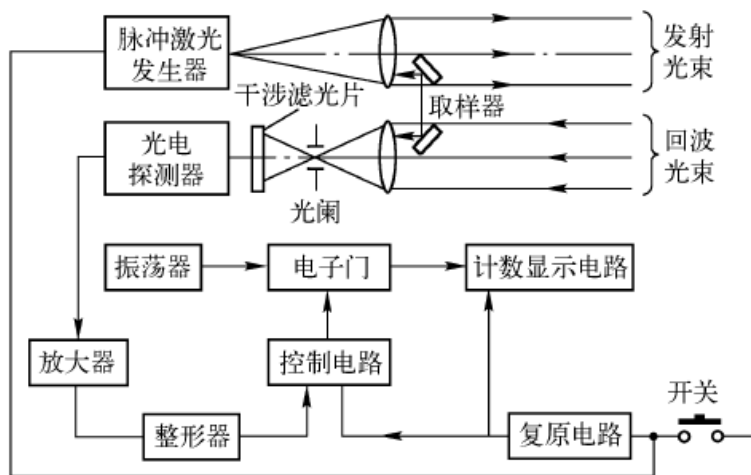 脉冲激光
发生器
发射
光束
干涉滤光片
取样器
光电
探测器
回波
光束
光阑
振荡器
电子门
计数显示电路
放大器
控制电路
开关
整形器
复原电路